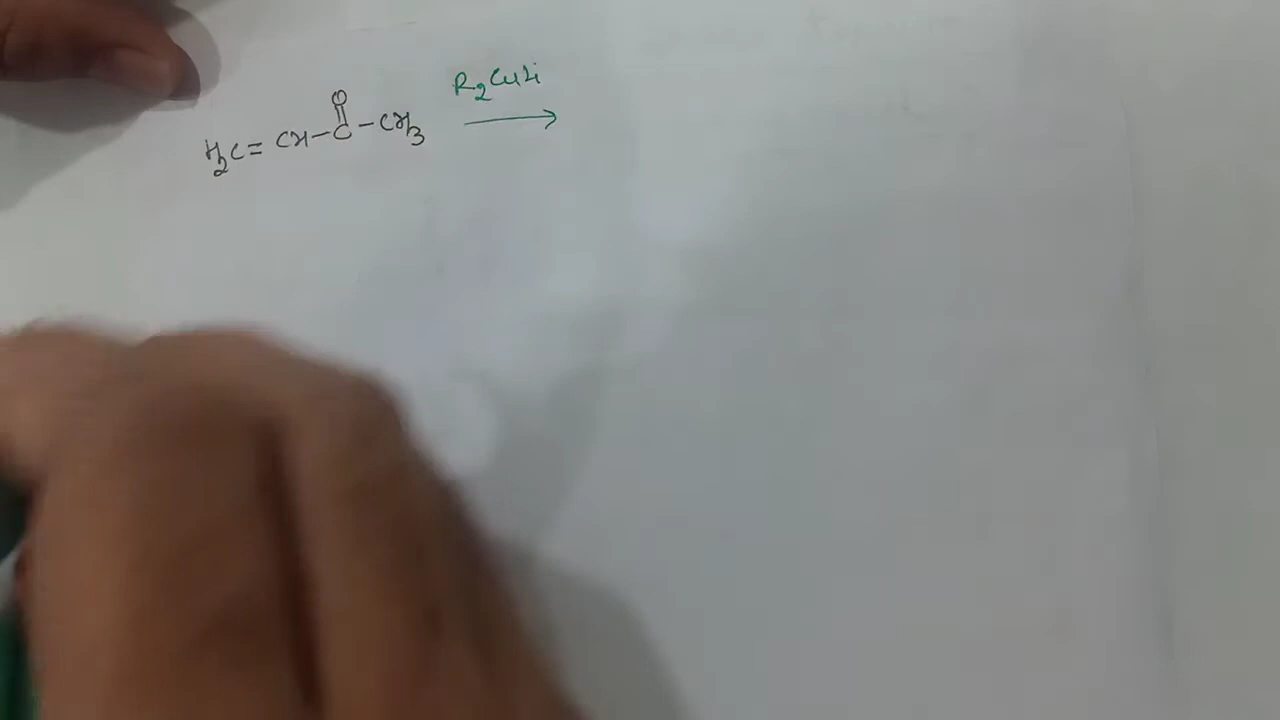 H₂C=CH-C(=O)-CH₃ R₂CuLi →